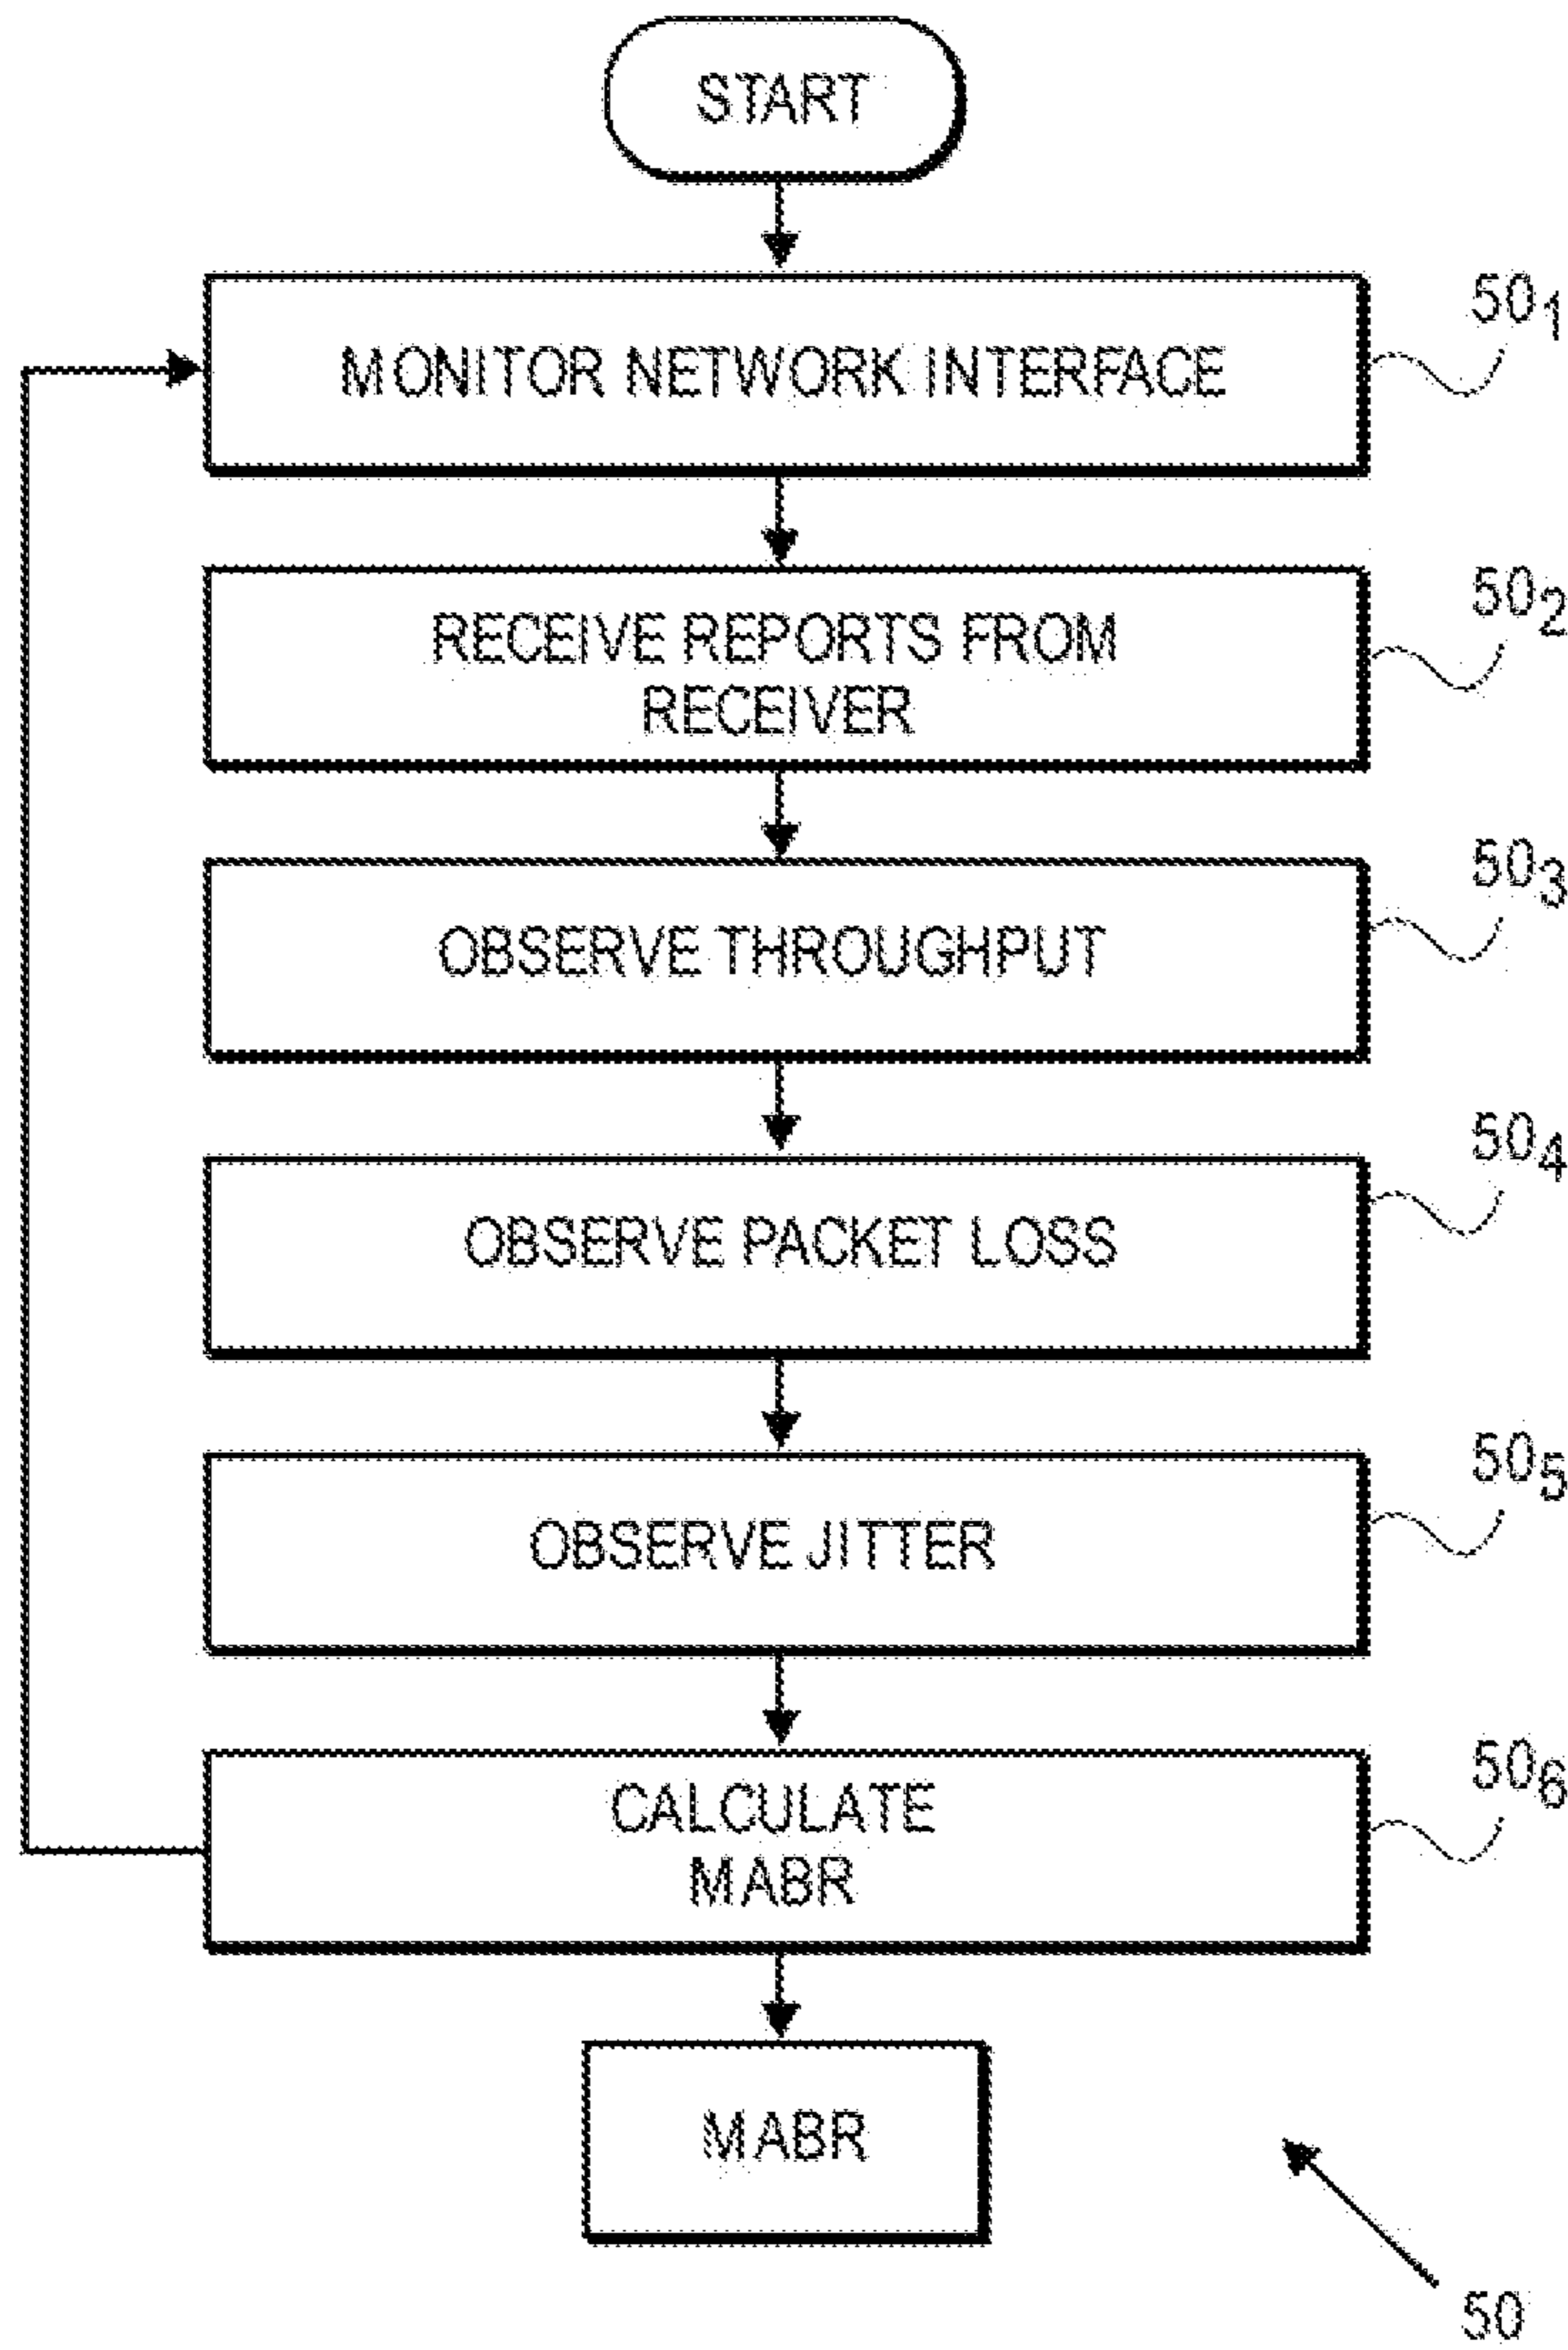 START
MONITOR NETWORK INTERFACE
50₁
RECEIVE REPORTS FROM
RECEIVER
50₂
OBSERVE THROUGHPUT
50₃
OBSERVE PACKET LOSS
50₄
OBSERVE JITTER
50₅
CALCULATE
MABR
50₆
MABR
50